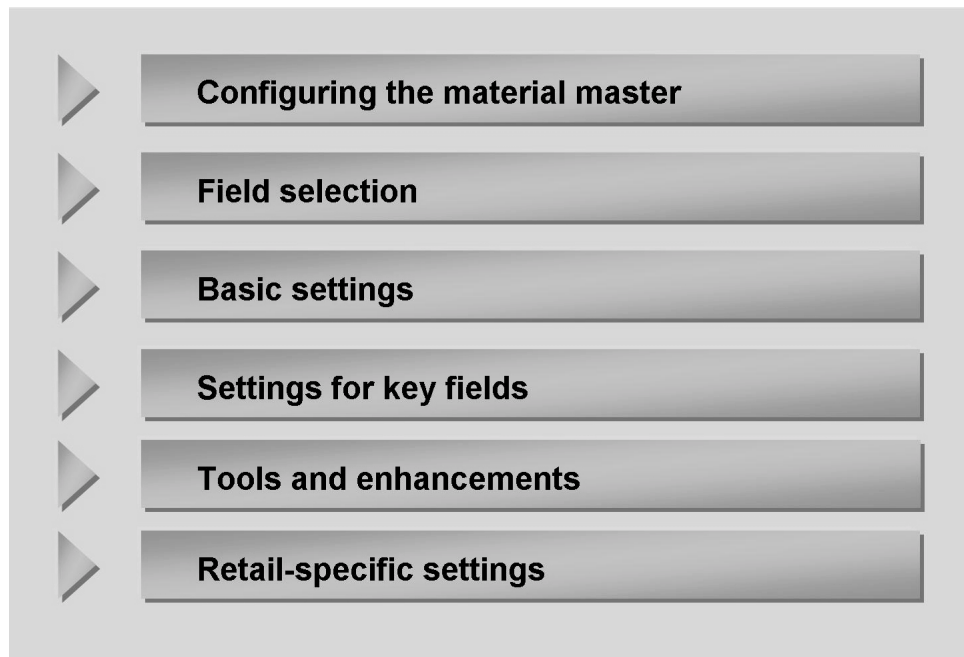 Configuring the material master
Field selection
Basic settings
Settings for key fields
Tools and enhancements
Retail-specific settings